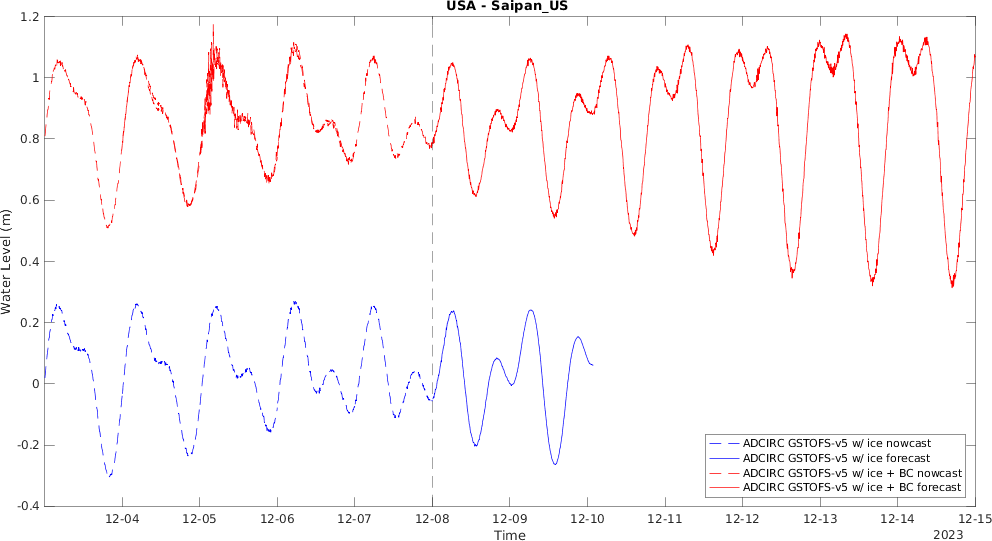 USA - Saipan_US
1.2
1
0.8
0.6
0.4
0.2
0
-0.2
-0.4
Water Level (m)
ADCIRC GSTOFS-v5 w/ ice nowcast
ADCIRC GSTOFS-v5 w/ ice forecast
ADCIRC GSTOFS-v5 w/ ice + BC nowcast
ADCIRC GSTOFS-v5 w/ ice + BC forecast
12-04 12-05 12-06 12-07 12-08 12-09 12-10 12-11 12-12 12-13 12-14 12-15
Time
2023